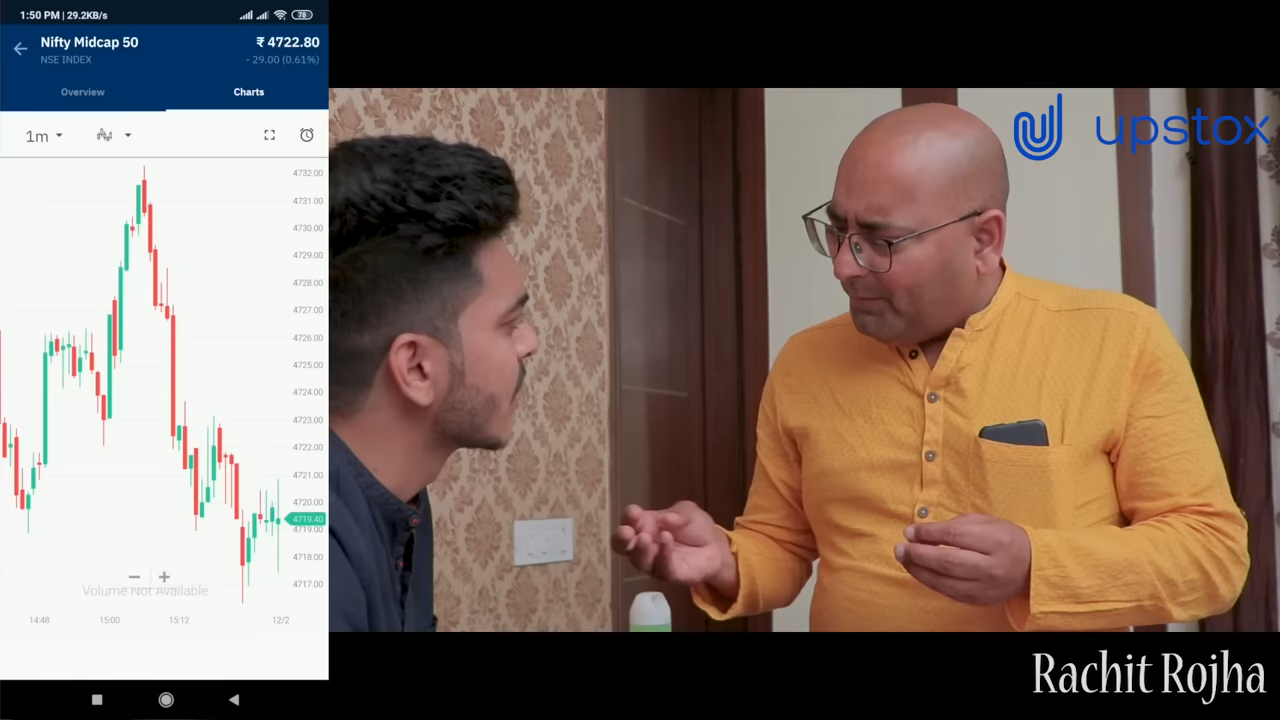 1:50 PM | 29.2KB/s
78
Nifty Midcap 50
₹ 4722.80
NSE INDEX
- 29.00 (0.61%)
Overview
Charts
1m
4732.00
4731.00
4730.00
4729.00
4728.00
4727.00
4726.00
4725.00
4724.00
4723.00
4722.00
4721.00
4720.00
4719.40
4719.00
4718.00
4717.00
Volume Not Available
14:48
15:00
15:12
12/2
upstox
Rachit Rojha